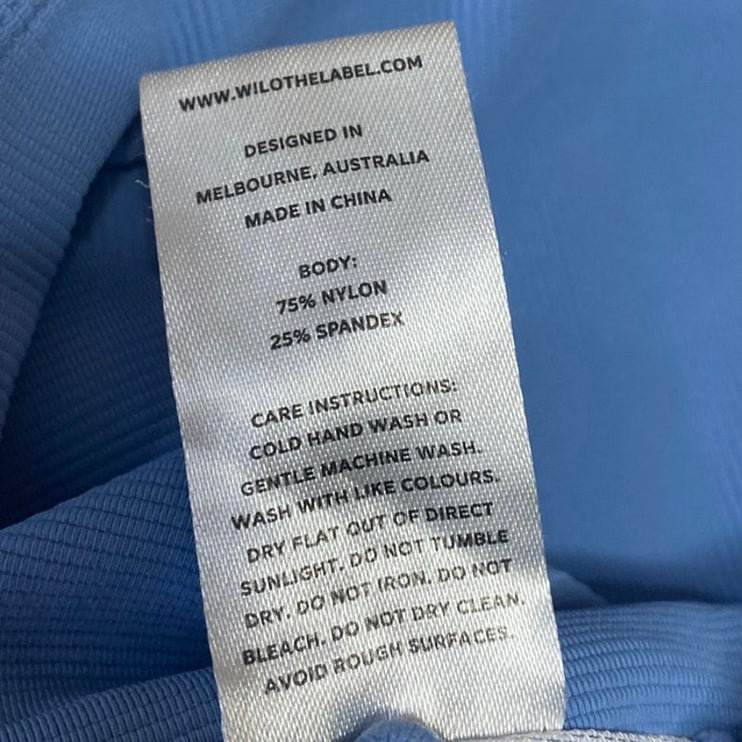 WWW.WILOTHELABEL.COM
DESIGNED IN
MELBOURNE, AUSTRALIA
MADE IN CHINA
BODY:
75% NYLON
25% SPANDEX
CARE INSTRUCTIONS:
COLD HAND WASH OR
GENTLE MACHINE WASH.
WASH WITH LIKE COLOURS.
DRY FLAT OUT OF DIRECT
SUNLIGHT. DO NOT TUMBLE
DRY. DO NOT IRON. DO NOT
BLEACH. DO NOT DRY CLEAN.
AVOID ROUGH SURFACES.